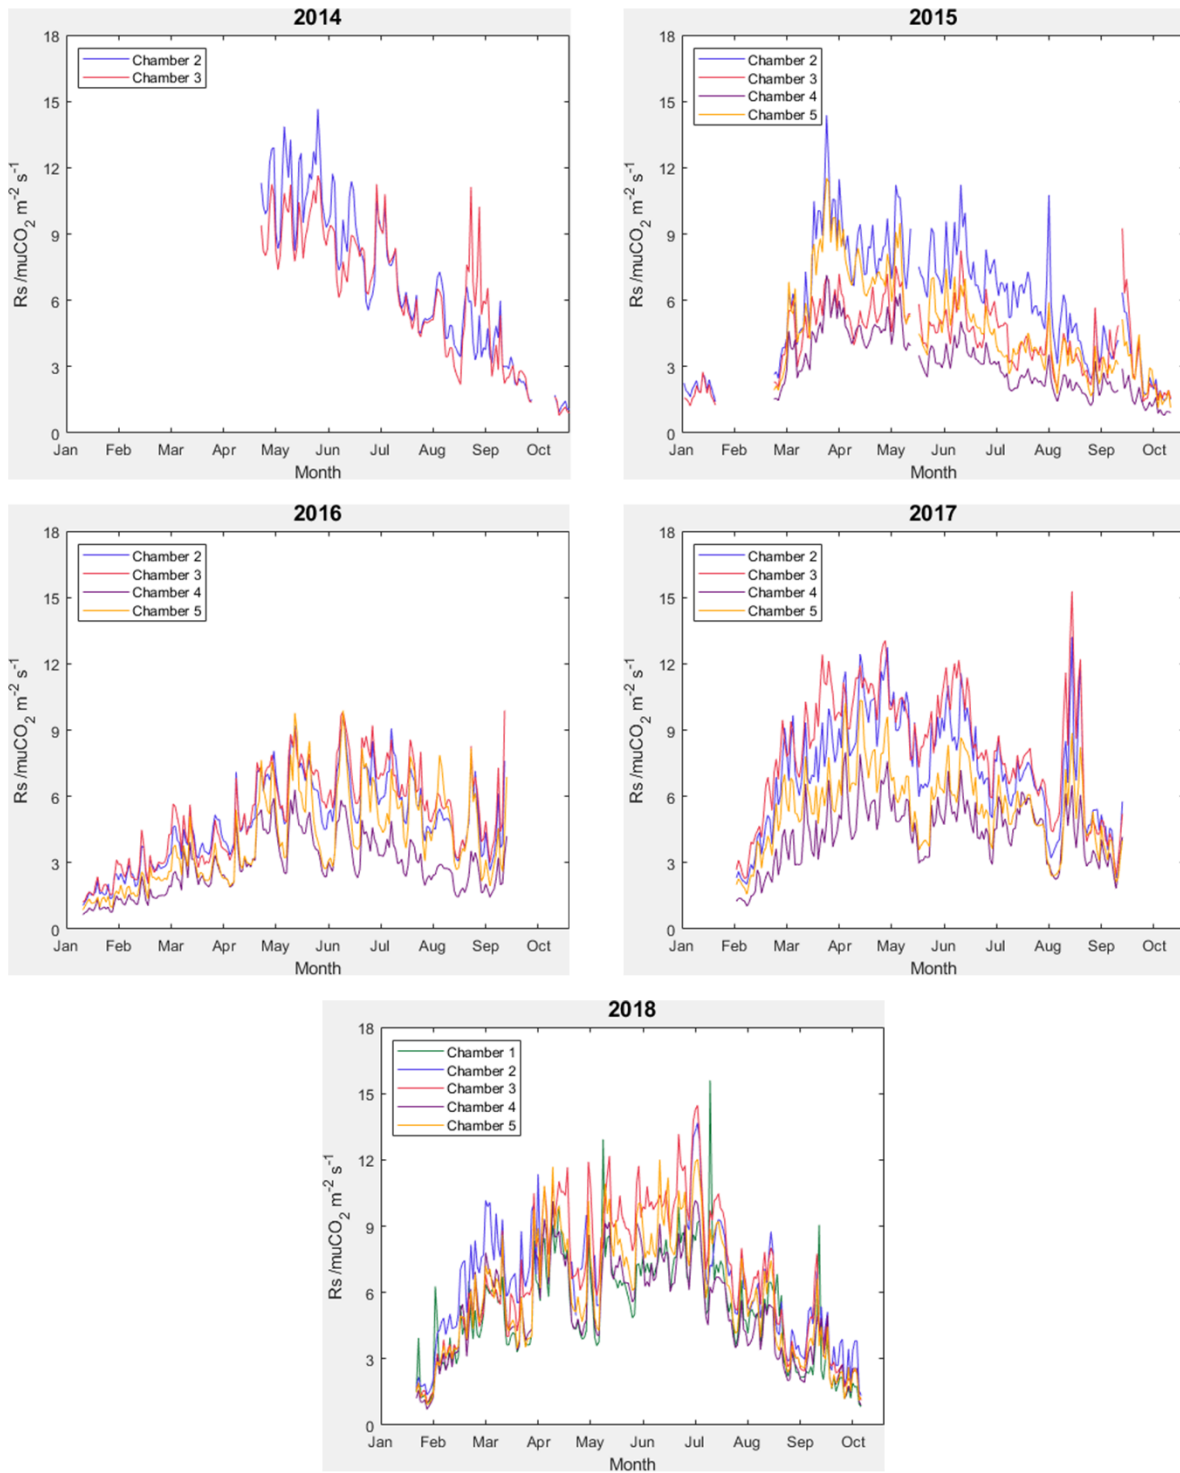 2014
18
15
12
9
6
3
0
Rs /muCO2 m-2 s-1
Chamber 2
Chamber 3
Jan Feb Mar Apr May Jun Jul Aug Sep Oct
Month
2015
18
15
12
9
6
3
0
Rs /muCO2 m-2 s-1
Chamber 2
Chamber 3
Chamber 4
Chamber 5
Jan Feb Mar Apr May Jun Jul Aug Sep Oct
Month
2016
18
15
12
9
6
3
0
Rs /muCO2 m-2 s-1
Chamber 2
Chamber 3
Chamber 4
Chamber 5
Jan Feb Mar Apr May Jun Jul Aug Sep Oct
Month
2017
18
15
12
9
6
3
0
Rs /muCO2 m-2 s-1
Chamber 2
Chamber 3
Chamber 4
Chamber 5
Jan Feb Mar Apr May Jun Jul Aug Sep Oct
Month
2018
18
15
12
9
6
3
0
Rs /muCO2 m-2 s-1
Chamber 1
Chamber 2
Chamber 3
Chamber 4
Chamber 5
Jan Feb Mar Apr May Jun Jul Aug Sep Oct
Month